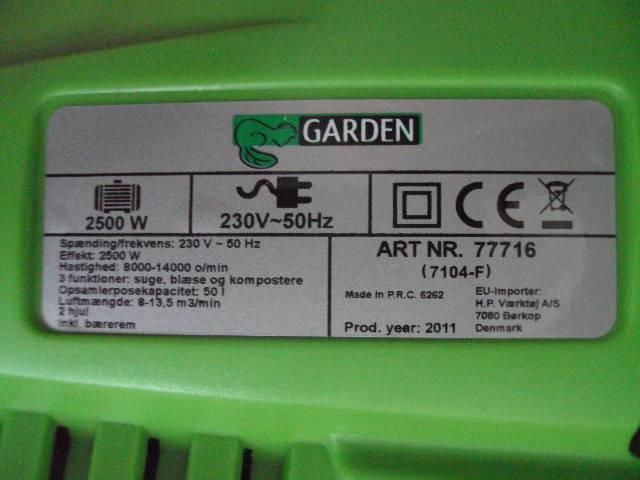 GARDEN
2500 W
230V~50Hz
Spænding/frekvens: 230 V ~ 50 Hz
Effekt: 2500 W
Hastighed: 8000-14000 o/min
3 funktioner: suge, blæse og kompostere
Opsamlerposekapacitet: 50 l
Luftmængde: 8-13,5 m3/min
2 hjul
Inkl. bærerem
CE
ART NR. 77716
(7104-F)
Made in P.R.C. 6262
EU-Importer:
H.P. Værktøj A/S
7080 Børkop
Denmark
Prod. year: 2011